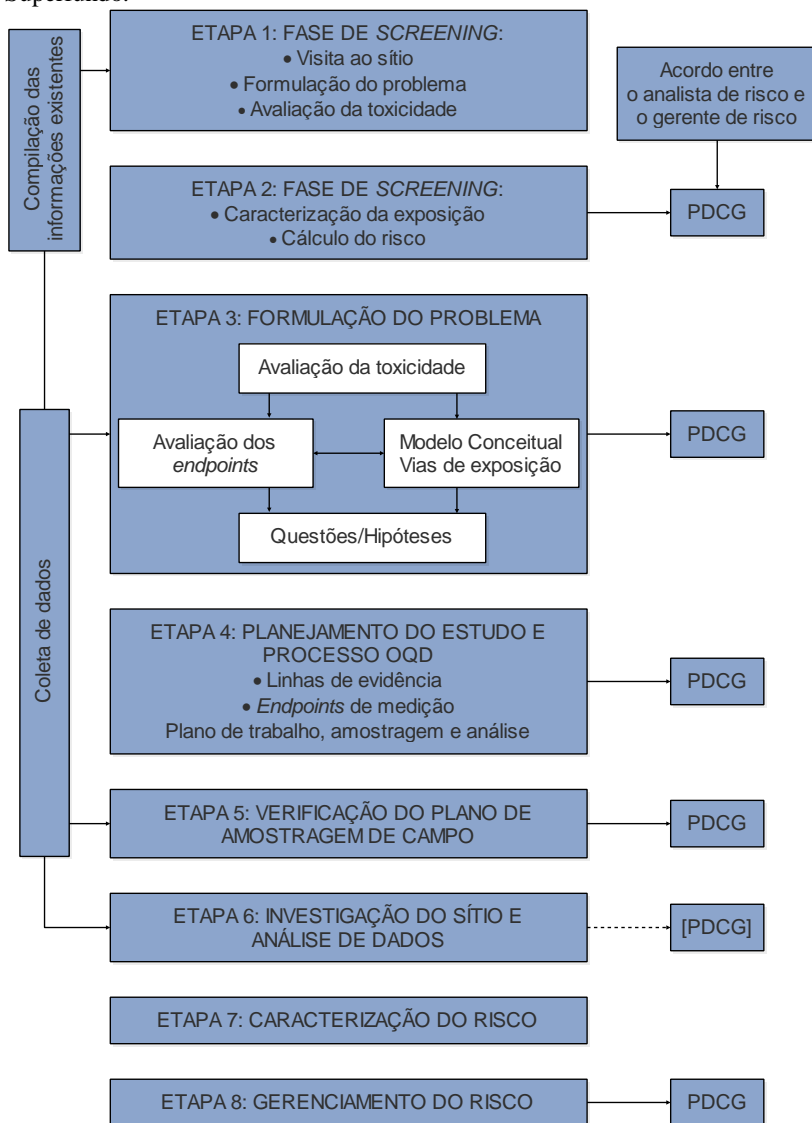 Superfundo.
Compilação das
informações existentes
ETAPA 1: FASE DE SCREENING:
• Visita ao sítio
• Formulação do problema
• Avaliação da toxicidade
Acordo entre
o analista de risco e
o gerente de risco
ETAPA 2: FASE DE SCREENING:
• Caracterização da exposição
• Cálculo do risco
PDCG
Coleta de dados
ETAPA 3: FORMULAÇÃO DO PROBLEMA
Avaliação da toxicidade
Avaliação dos
endpoints
Modelo Conceitual
Vias de exposição
Questões/Hipóteses
PDCG
ETAPA 4: PLANEJAMENTO DO ESTUDO E
PROCESSO OQD
• Linhas de evidência
• Endpoints de medição
Plano de trabalho, amostragem e análise
PDCG
ETAPA 5: VERIFICAÇÃO DO PLANO DE
AMOSTRAGEM DE CAMPO
PDCG
ETAPA 6: INVESTIGAÇÃO DO SÍTIO E
ANÁLISE DE DADOS
[PDCG]
ETAPA 7: CARACTERIZAÇÃO DO RISCO
ETAPA 8: GERENCIAMENTO DO RISCO
PDCG